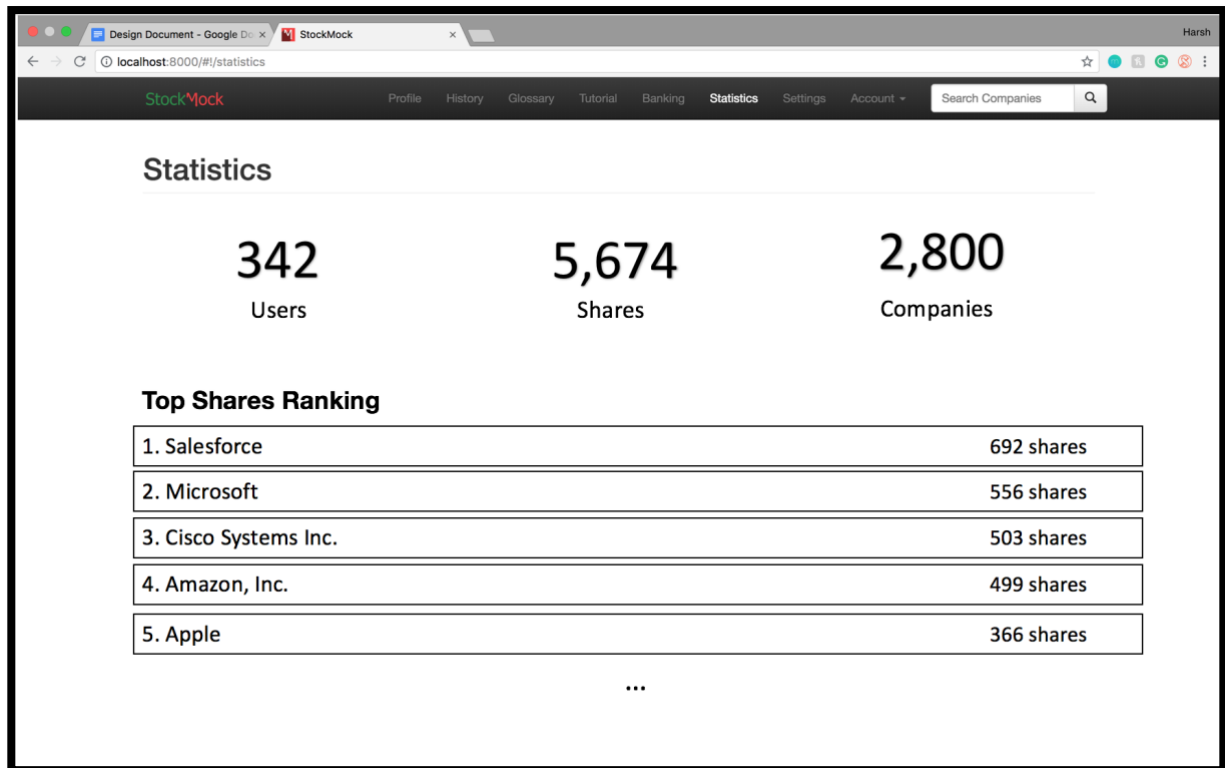 Design Document - Google Do
StockMock
Harsh
localhost:8000/#!/statistics
StockMock Profile History Glossary Tutorial Banking Statistics Settings Account Search Companies
Statistics
342 5,674 2,800
Users Shares Companies
Top Shares Ranking
1. Salesforce 692 shares
2. Microsoft 556 shares
3. Cisco Systems Inc. 503 shares
4. Amazon, Inc. 499 shares
5. Apple 366 shares
...